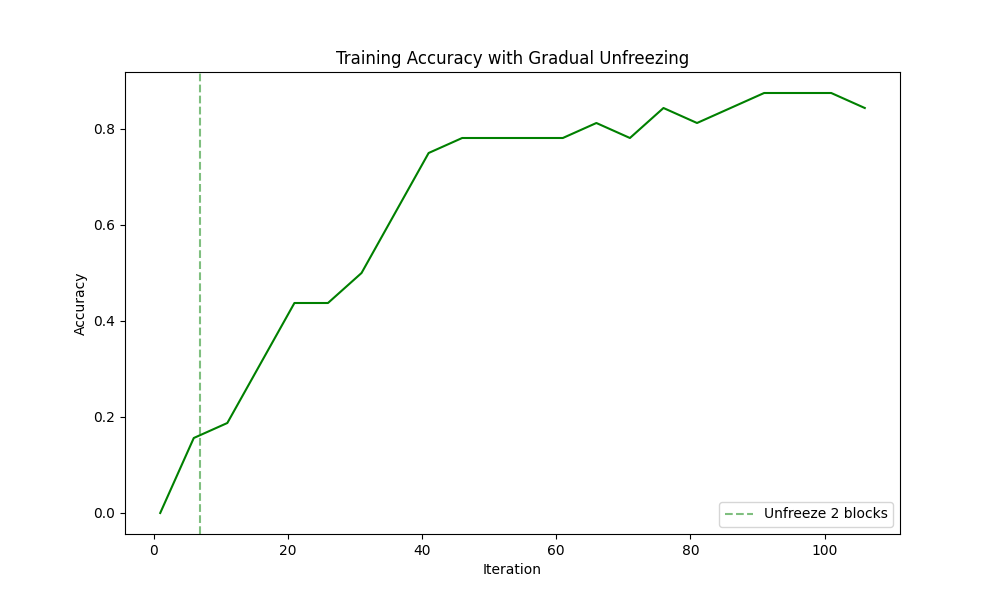 Training Accuracy with Gradual Unfreezing
Accuracy
0.8
0.6
0.4
0.2
0.0
Unfreeze 2 blocks
0 20 40 60 80 100
Iteration